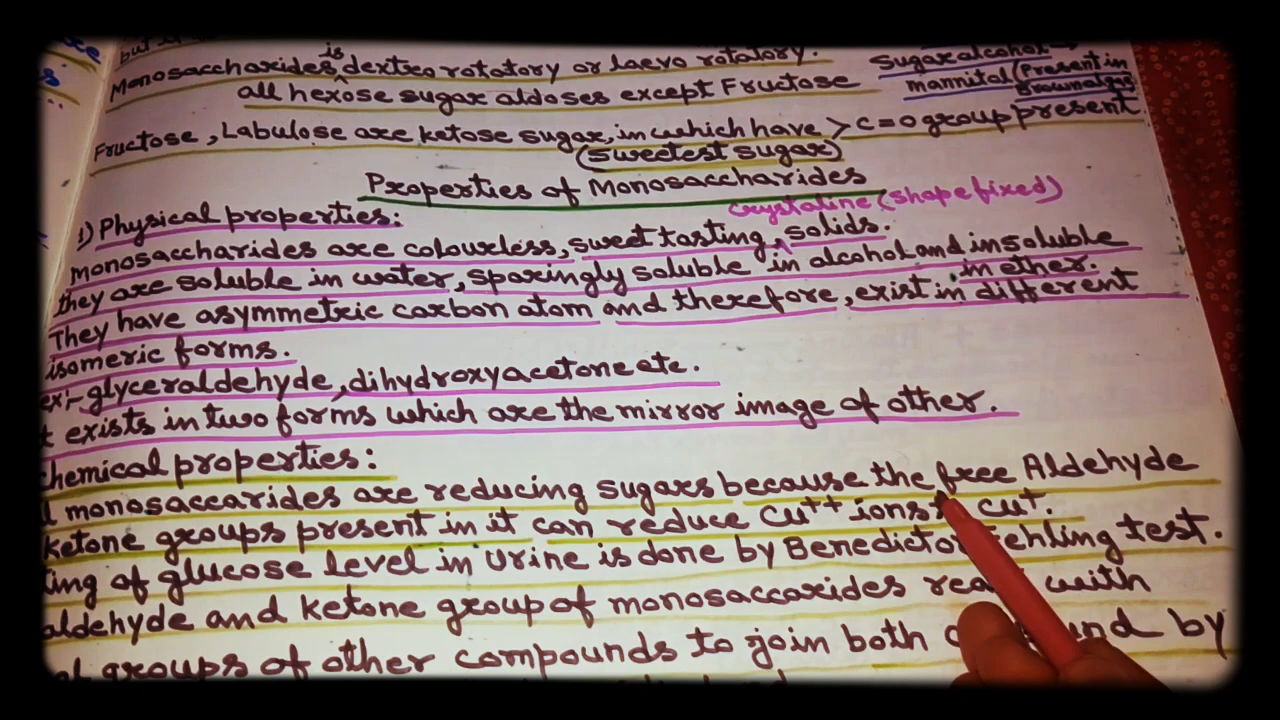 but it
is
Monosaccharides ^ dextro rotatory or laevo rotatory.
Sugar alcohol →
mannital (Present in
Brown algae
all hexose sugar aldoses except Fructose
Fructose, Labulose are ketose sugar, in which have > C=O group present
(sweetest sugar)
Properties of Monosaccharides
crystaline (shape fixed)
1) Physical properties:
monosaccharides are colourless, sweet tasting ^ solids.
they are soluble in water, sparingly soluble in alcohol and insoluble
in ether.
They have asymmetric carbon atom and therefore, exist in different
isomeric forms.
ex:- glyceraldehyde, dihydroxyacetone etc.
t exists in two forms which are the mirror image of other.
chemical properties:
l monosaccarides are reducing sugars because the free Aldehyde
ketone groups present in it can reduce Cu++ ions Cu+.
ting of glucose level in Urine is done by Benedict or Fehling test.
aldehyde and ketone group of monosaccarides react with
ol groups of other compounds to join both compound by